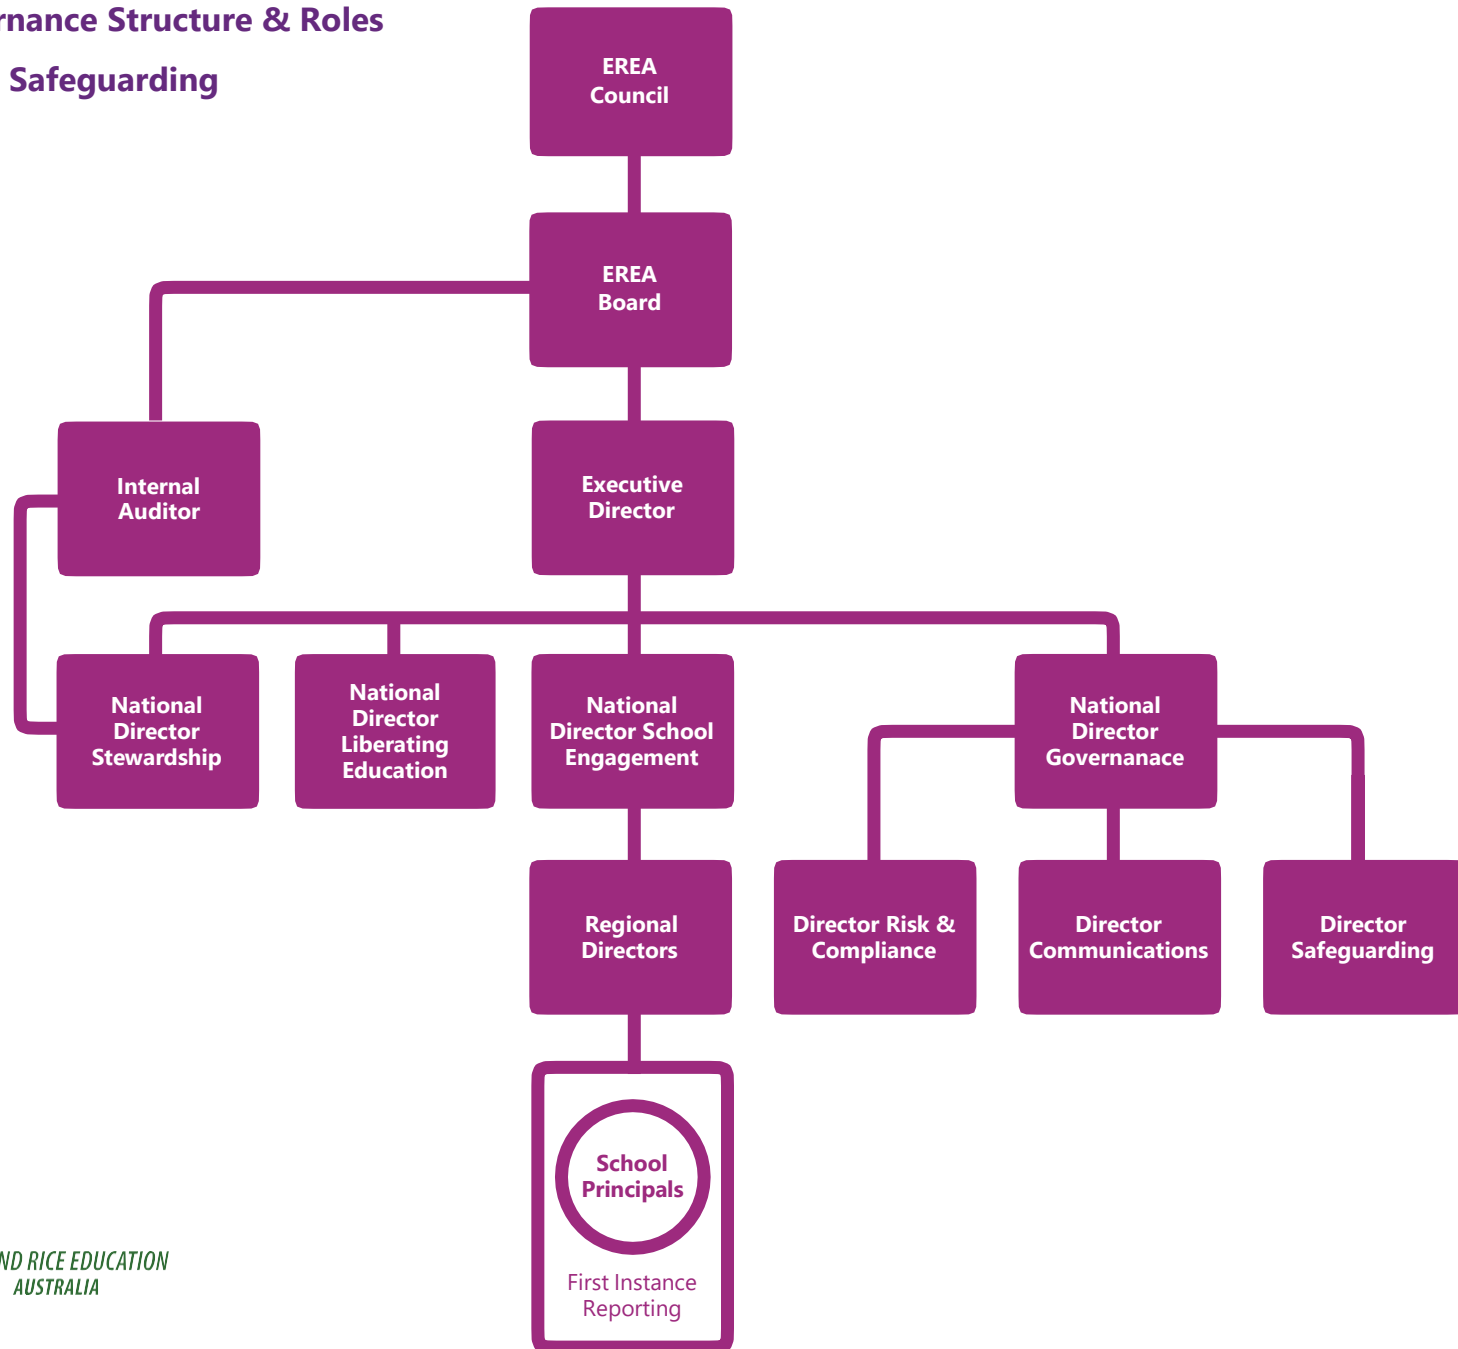 Structure & Roles
Safeguarding
EREA
Council
EREA
Board
Internal
Auditor
Executive
Director
National
Director
Stewardship
National
Director
Liberating
Education
National
Director School
Engagement
National
Director
Governanace
Regional
Directors
Director Risk &
Compliance
Director
Communications
Director
Safeguarding
School
Principals
First Instance
Reporting
RICE EDUCATION
AUSTRALIA